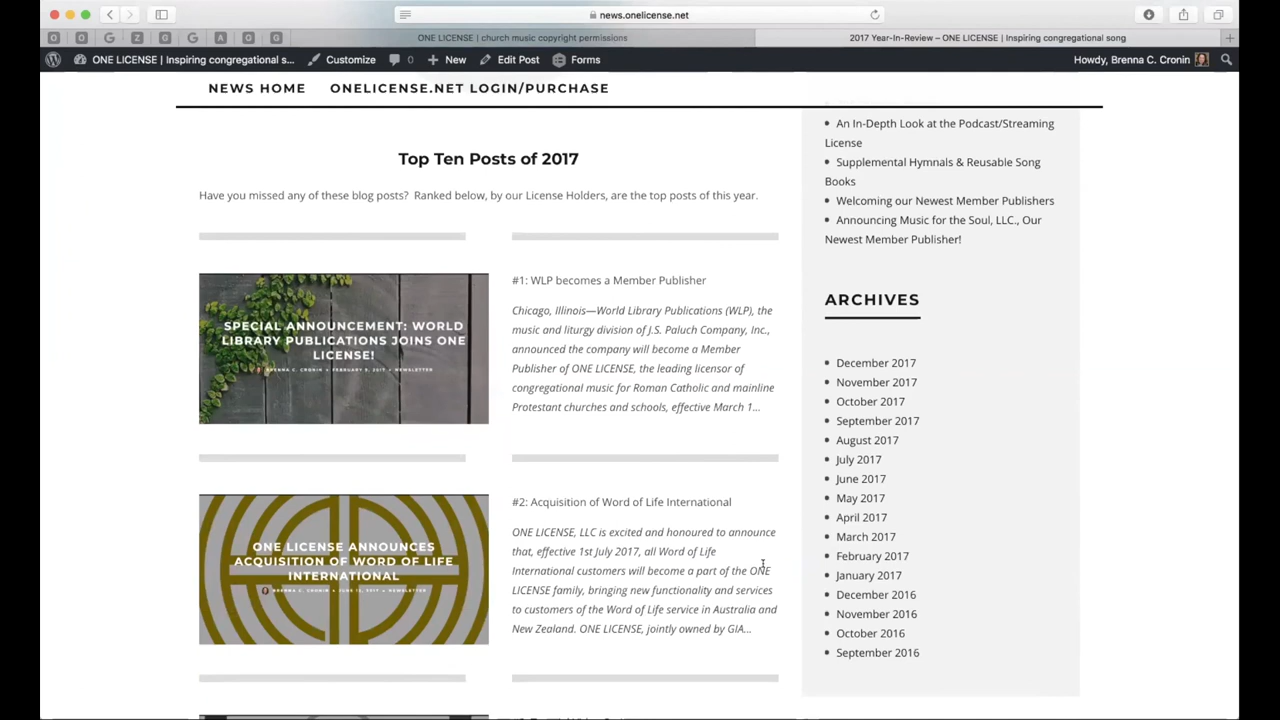 news.onelicense.net
ONE LICENSE | church music copyright permissions
2017 Year-In-Review – ONE LICENSE | Inspiring congregational song
ONE LICENSE | Inspiring congregational s...
Customize
0
New
Edit Post
Forms
Howdy, Brenna C. Cronin
NEWS HOME
ONELICENSE.NET LOGIN/PURCHASE
Top Ten Posts of 2017
Have you missed any of these blog posts? Ranked below, by our License Holders, are the top posts of this year.
SPECIAL ANNOUNCEMENT: WORLD
LIBRARY PUBLICATIONS JOINS ONE
LICENSE!
BRENNA C. CRONIN • FEBRUARY 9, 2017 • NEWSLETTER
#1: WLP becomes a Member Publisher
Chicago, Illinois—World Library Publications (WLP), the
music and liturgy division of J.S. Paluch Company, Inc.,
announced the company will become a Member
Publisher of ONE LICENSE, the leading licensor of
congregational music for Roman Catholic and mainline
Protestant churches and schools, effective March 1...
ONE LICENSE ANNOUNCES
ACQUISITION OF WORD OF LIFE
INTERNATIONAL
#2: Acquisition of Word of Life International
ONE LICENSE, LLC is excited and honoured to announce
that, effective 1st July 2017, all Word of Life
International customers will become a part of the ONE
LICENSE family, bringing new functionality and services
to customers of the Word of Life service in Australia and
New Zealand. ONE LICENSE, jointly owned by GIA...
An In-Depth Look at the Podcast/Streaming
License
Supplemental Hymnals & Reusable Song
Books
Welcoming our Newest Member Publishers
Announcing Music for the Soul, LLC., Our
Newest Member Publisher!
ARCHIVES
December 2017
November 2017
October 2017
September 2017
August 2017
July 2017
June 2017
May 2017
April 2017
March 2017
February 2017
January 2017
December 2016
November 2016
October 2016
September 2016